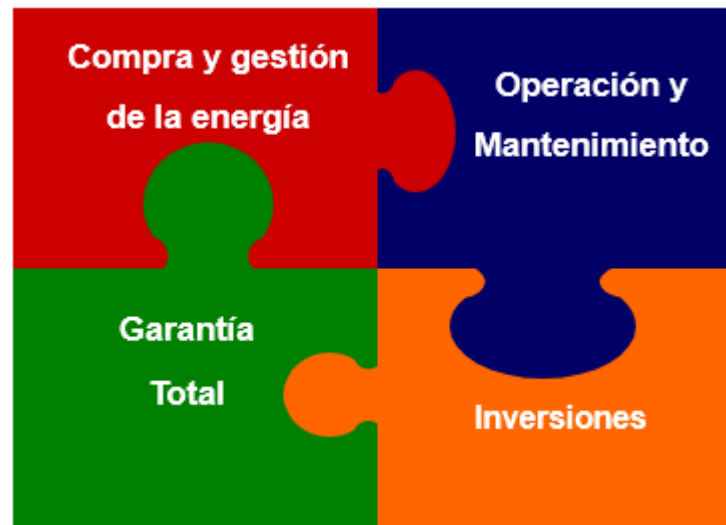 Compra y gestión
de la energía
Operación y
Mantenimiento
Garantía
Total
Inversiones